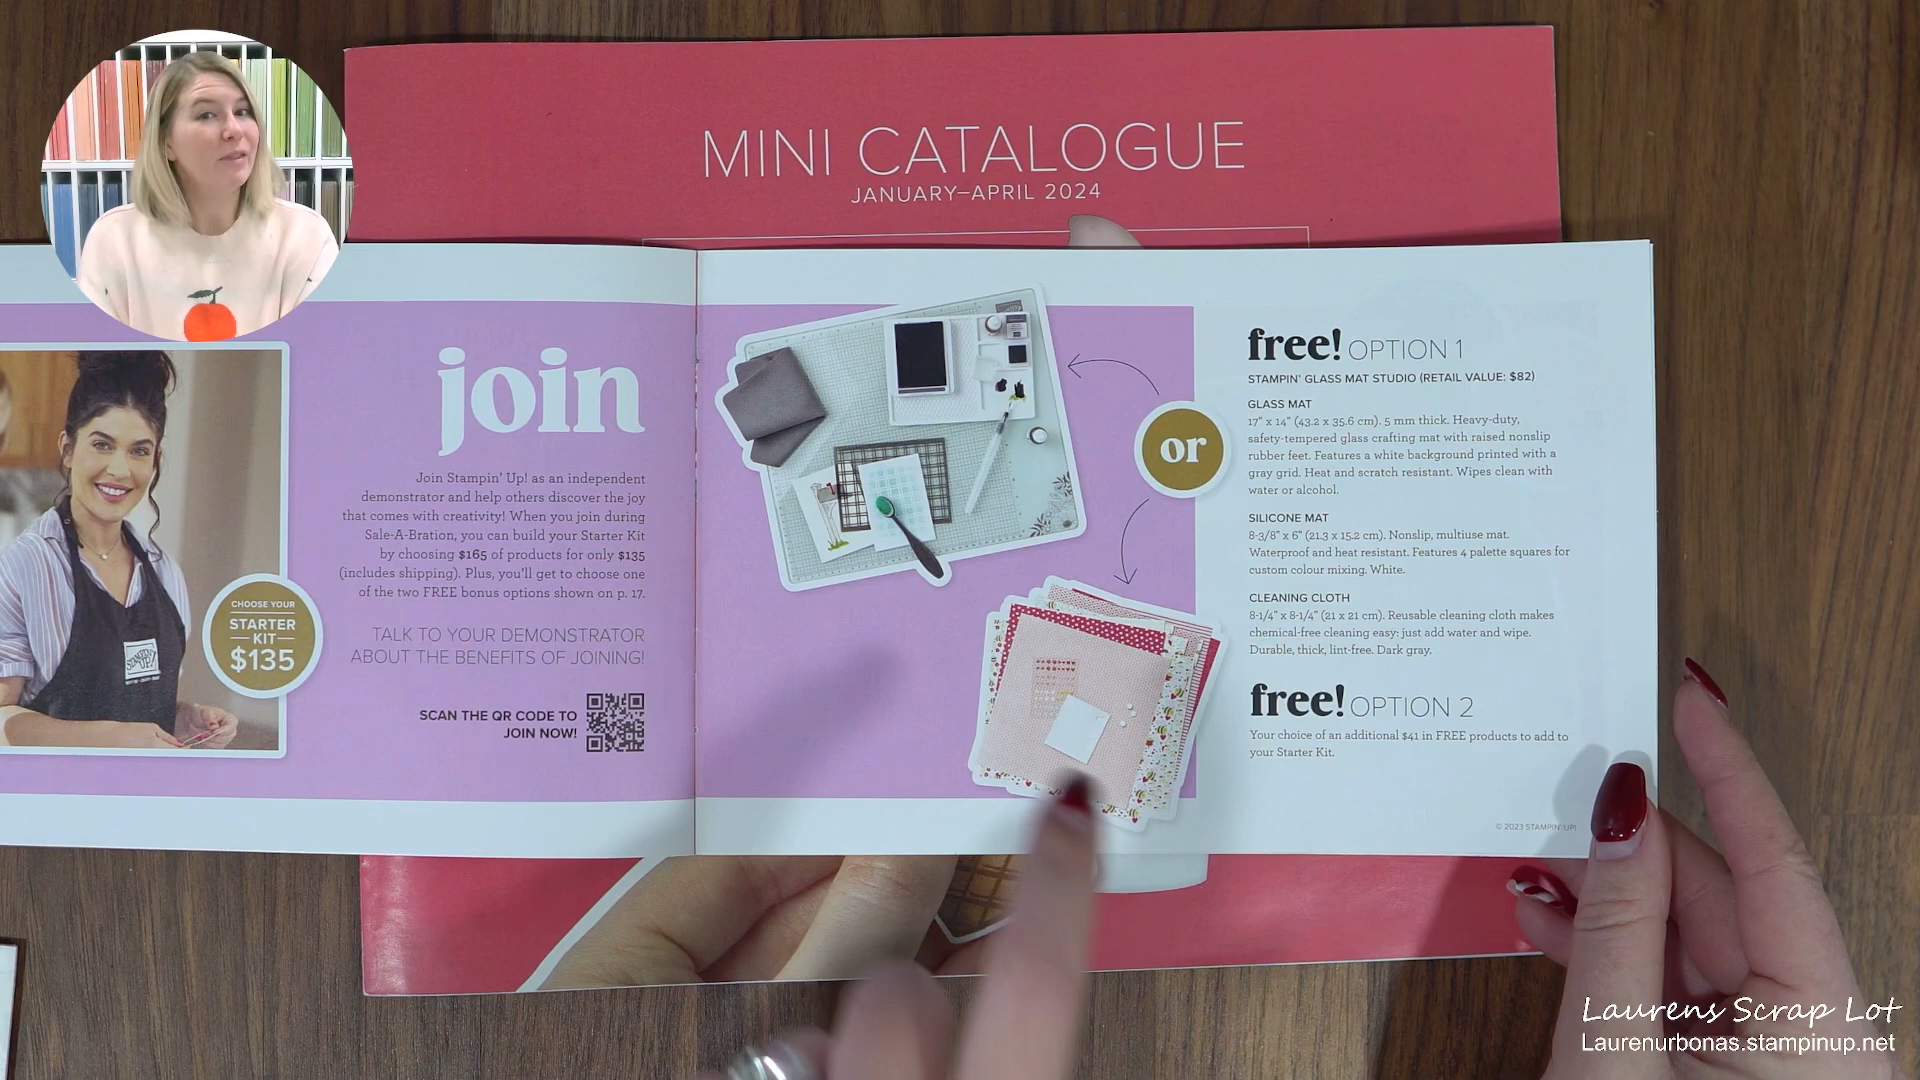 MINI CATALOGUE
JANUARY–APRIL 2024
join
Join Stampin' Up! as an independent
demonstrator and help others discover the joy
that comes with creativity! When you join during
Sale-A-Bration, you can build your Starter Kit
by choosing $165 of products for only $135
(includes shipping). Plus, you'll get to choose one
of the two FREE bonus options shown on p. 17.
TALK TO YOUR DEMONSTRATOR
ABOUT THE BENEFITS OF JOINING!
SCAN THE QR CODE TO
JOIN NOW!
CHOOSE YOUR
STARTER
KIT
$135
STAMPIN' UP!
or
free! OPTION 1
STAMPIN' GLASS MAT STUDIO (RETAIL VALUE: $82)
GLASS MAT
17" x 14" (43.2 x 35.6 cm). 5 mm thick. Heavy-duty,
safety-tempered glass crafting mat with raised nonslip
rubber feet. Features a white background printed with a
gray grid. Heat and scratch resistant. Wipes clean with
water or alcohol.
SILICONE MAT
8-3/8" x 6" (21.3 x 15.2 cm). Nonslip, multiuse mat.
Waterproof and heat resistant. Features 4 palette squares for
custom colour mixing. White.
CLEANING CLOTH
8-1/4" x 8-1/4" (21 x 21 cm). Reusable cleaning cloth makes
chemical-free cleaning easy: just add water and wipe.
Durable, thick, lint-free. Dark gray.
free! OPTION 2
Your choice of an additional $41 in FREE products to add to
your Starter Kit.
© 2023 STAMPIN' UP!
Laurens Scrap Lot
Laurenurbonas.stampinup.net